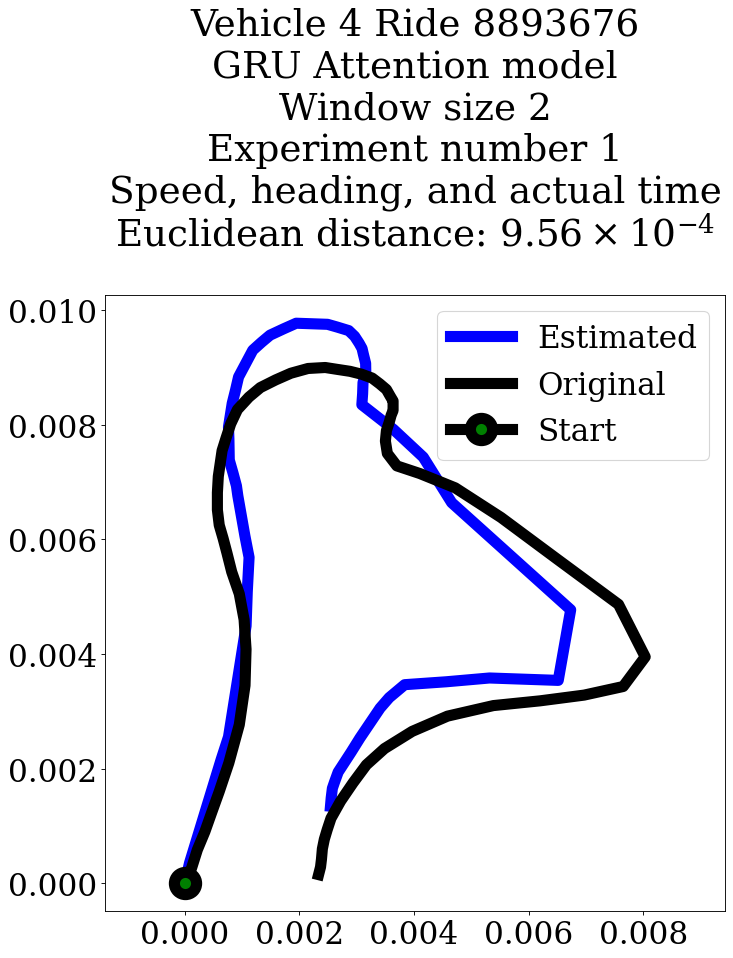 Vehicle 4 Ride 8893676
GRU Attention model
Window size 2
Experiment number 1
Speed, heading, and actual time
Euclidean distance: 9.56 × 10⁻⁴
0.010
0.008
0.006
0.004
0.002
0.000
Estimated
Original
Start
0.000 0.002 0.004 0.006 0.008